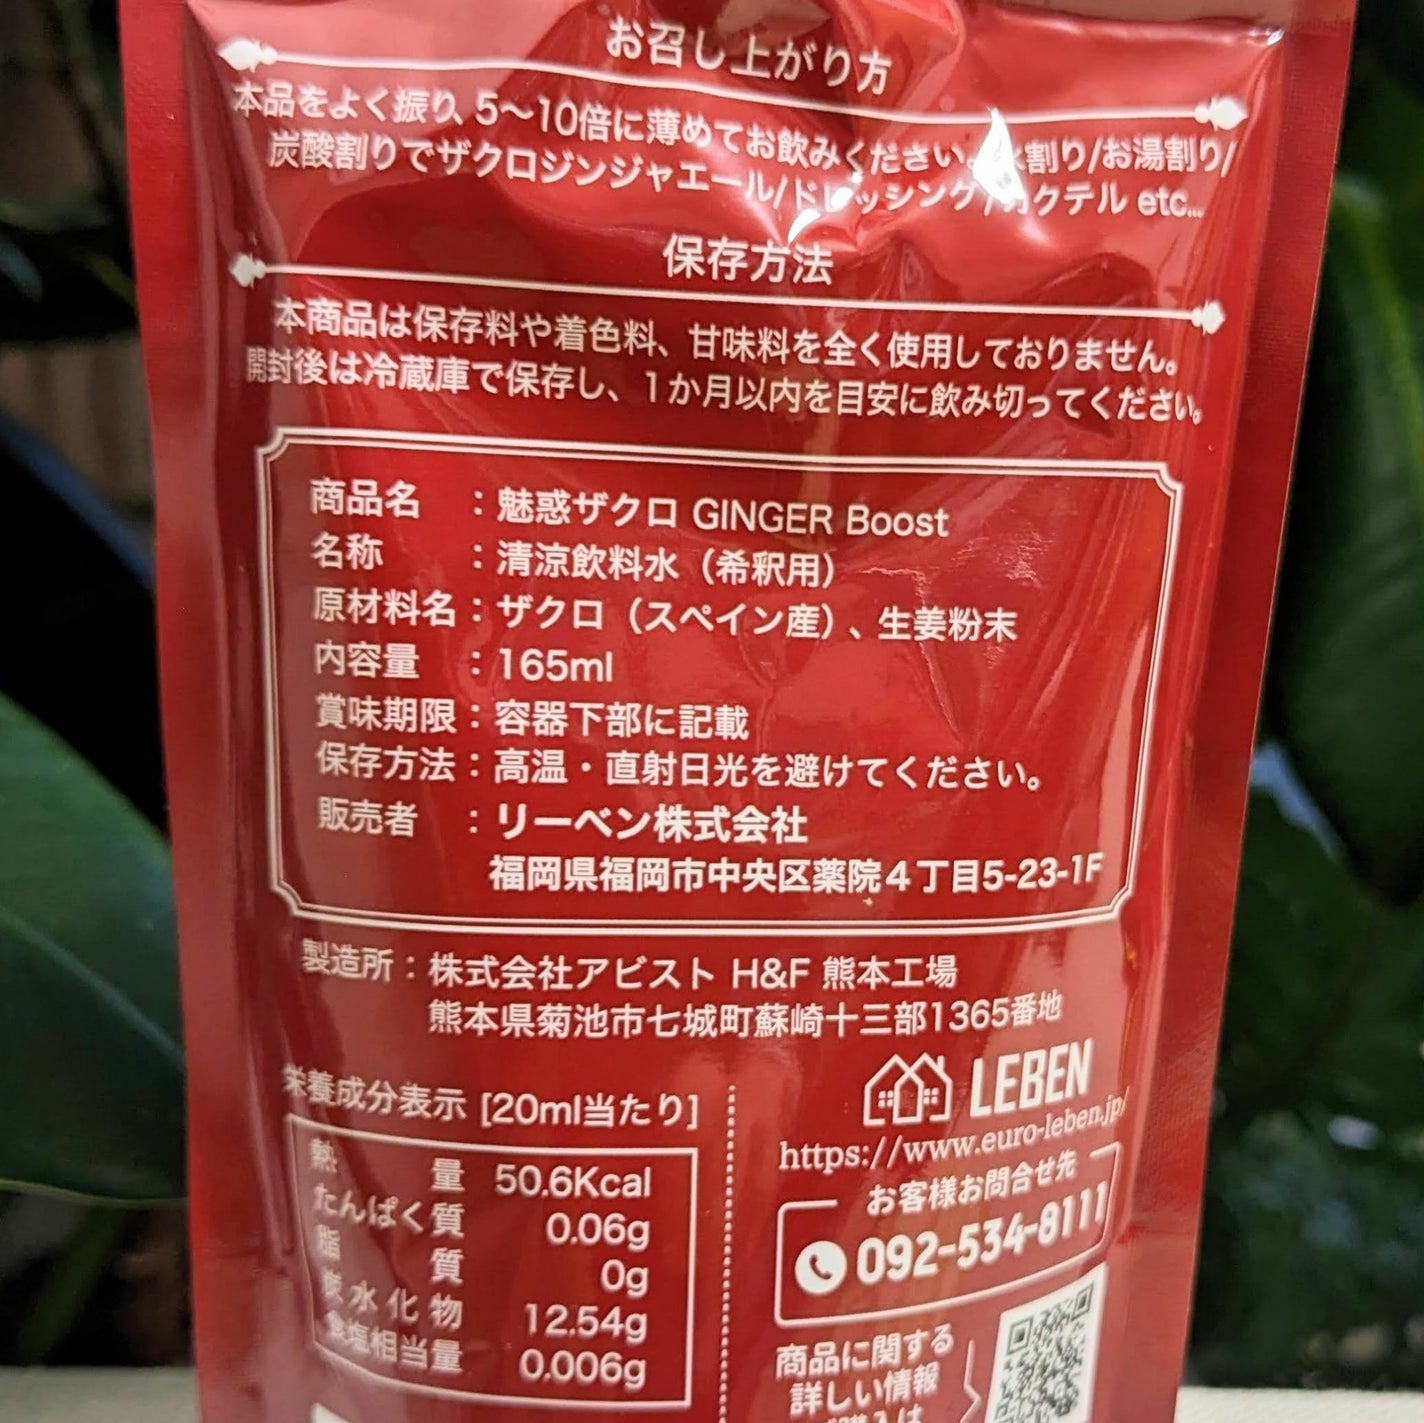 お召し上がり方
本品をよく振り、5〜10倍に薄めてお飲みください。水割り/お湯割り/
炭酸割りでザクロジンジャエール/ドレッシング/カクテル etc...
保存方法
本商品は保存料や着色料、甘味料を全く使用しておりません。
開封後は冷蔵庫で保存し、1か月以内を目安に飲み切ってください。
商品名 ：魅惑ザクロ GINGER Boost
名称 ：清涼飲料水（希釈用）
原材料名：ザクロ（スペイン産）、生姜粉末
内容量 ：165ml
賞味期限：容器下部に記載
保存方法：高温・直射日光を避けてください。
販売者 ：リーベン株式会社
福岡県福岡市中央区薬院4丁目5-23-1F
製造所：株式会社アビスト H&F 熊本工場
熊本県菊池市七城町蘇崎十三部1365番地
栄養成分表示 [20ml当たり]
熱量 50.6Kcal
たんぱく質 0.06g
脂質 0g
炭水化物 12.54g
食塩相当量 0.006g
LEBEN
https://www.euro-leben.jp/
お客様お問合せ先
092-534-8111
商品に関する
詳しい情報